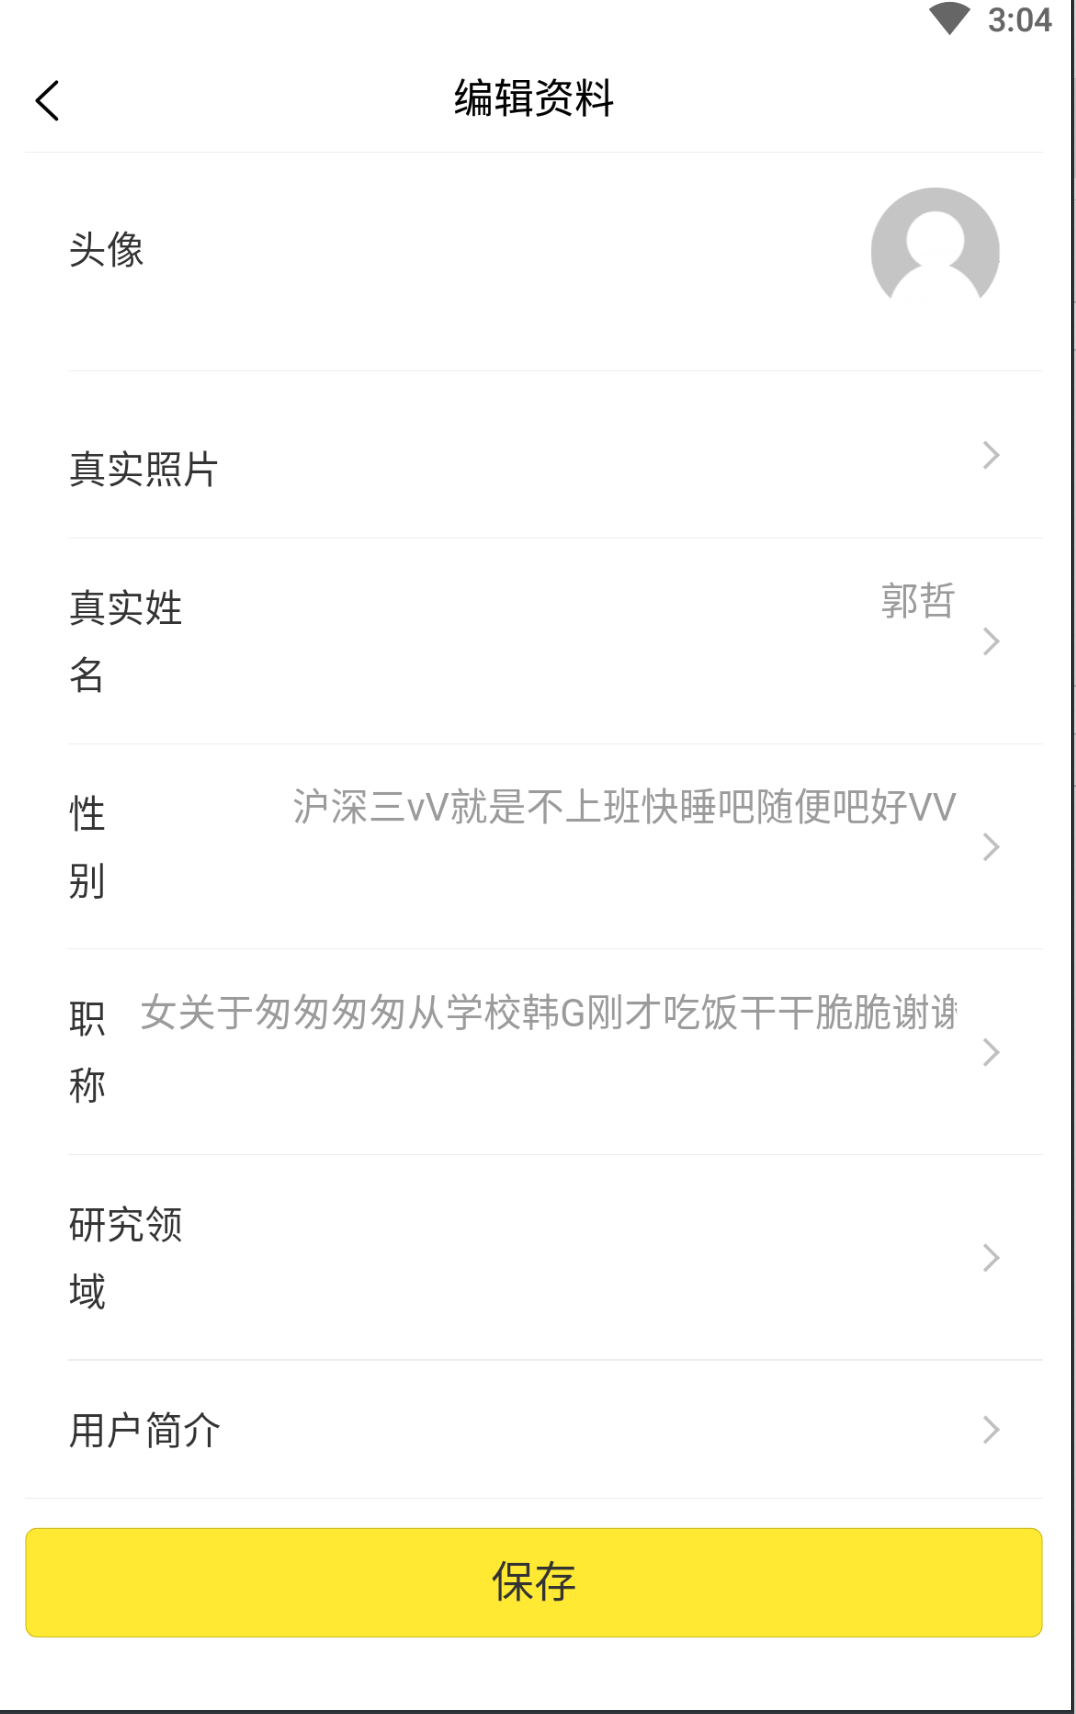 3:04
编辑资料
头像
真实照片
真实姓
名
郭哲
性
别
沪深三vV就是不上班快睡吧随便吧好VV
职
称
女关于匆匆匆匆从学校韩G刚才吃饭干干脆脆谢谢
研究领
域
用户简介
保存